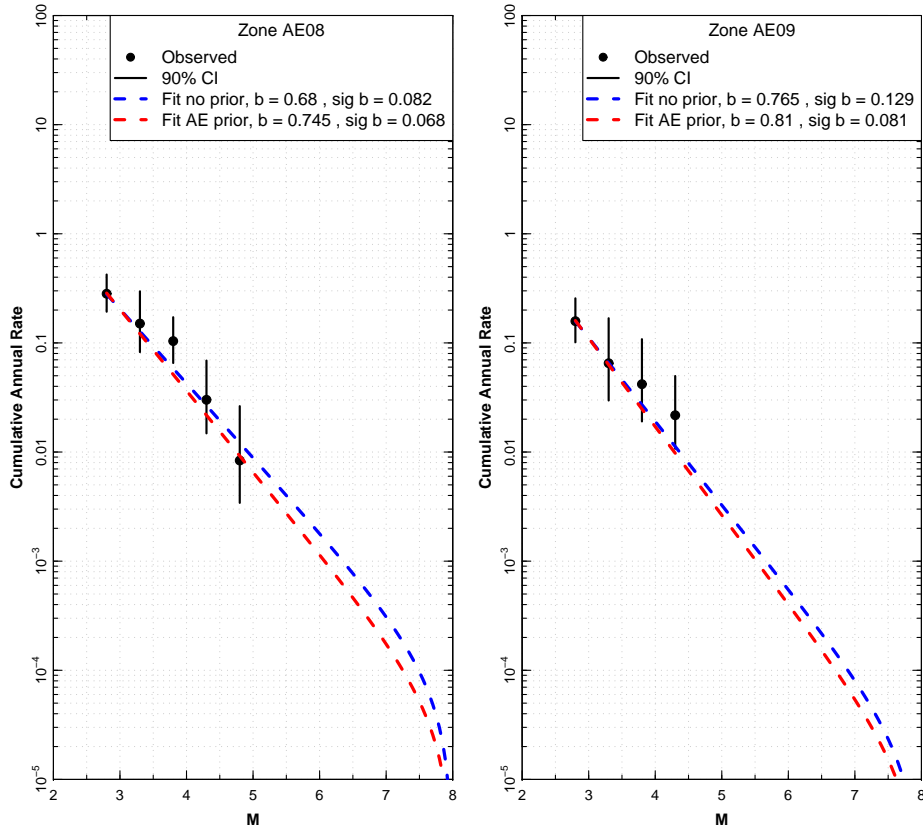 Zone AE08
Observed
90% CI
Fit no prior, b = 0.68 , sig b = 0.082
Fit AE prior, b = 0.745 , sig b = 0.068
100
10
1
0.1
0.01
10⁻³
10⁻⁴
10⁻⁵
Cumulative Annual Rate
2 3 4 5 6 7 8
M
Zone AE09
Observed
90% CI
Fit no prior, b = 0.765 , sig b = 0.129
Fit AE prior, b = 0.81 , sig b = 0.081
100
10
1
0.1
0.01
10⁻³
10⁻⁴
10⁻⁵
Cumulative Annual Rate
2 3 4 5 6 7 8
M